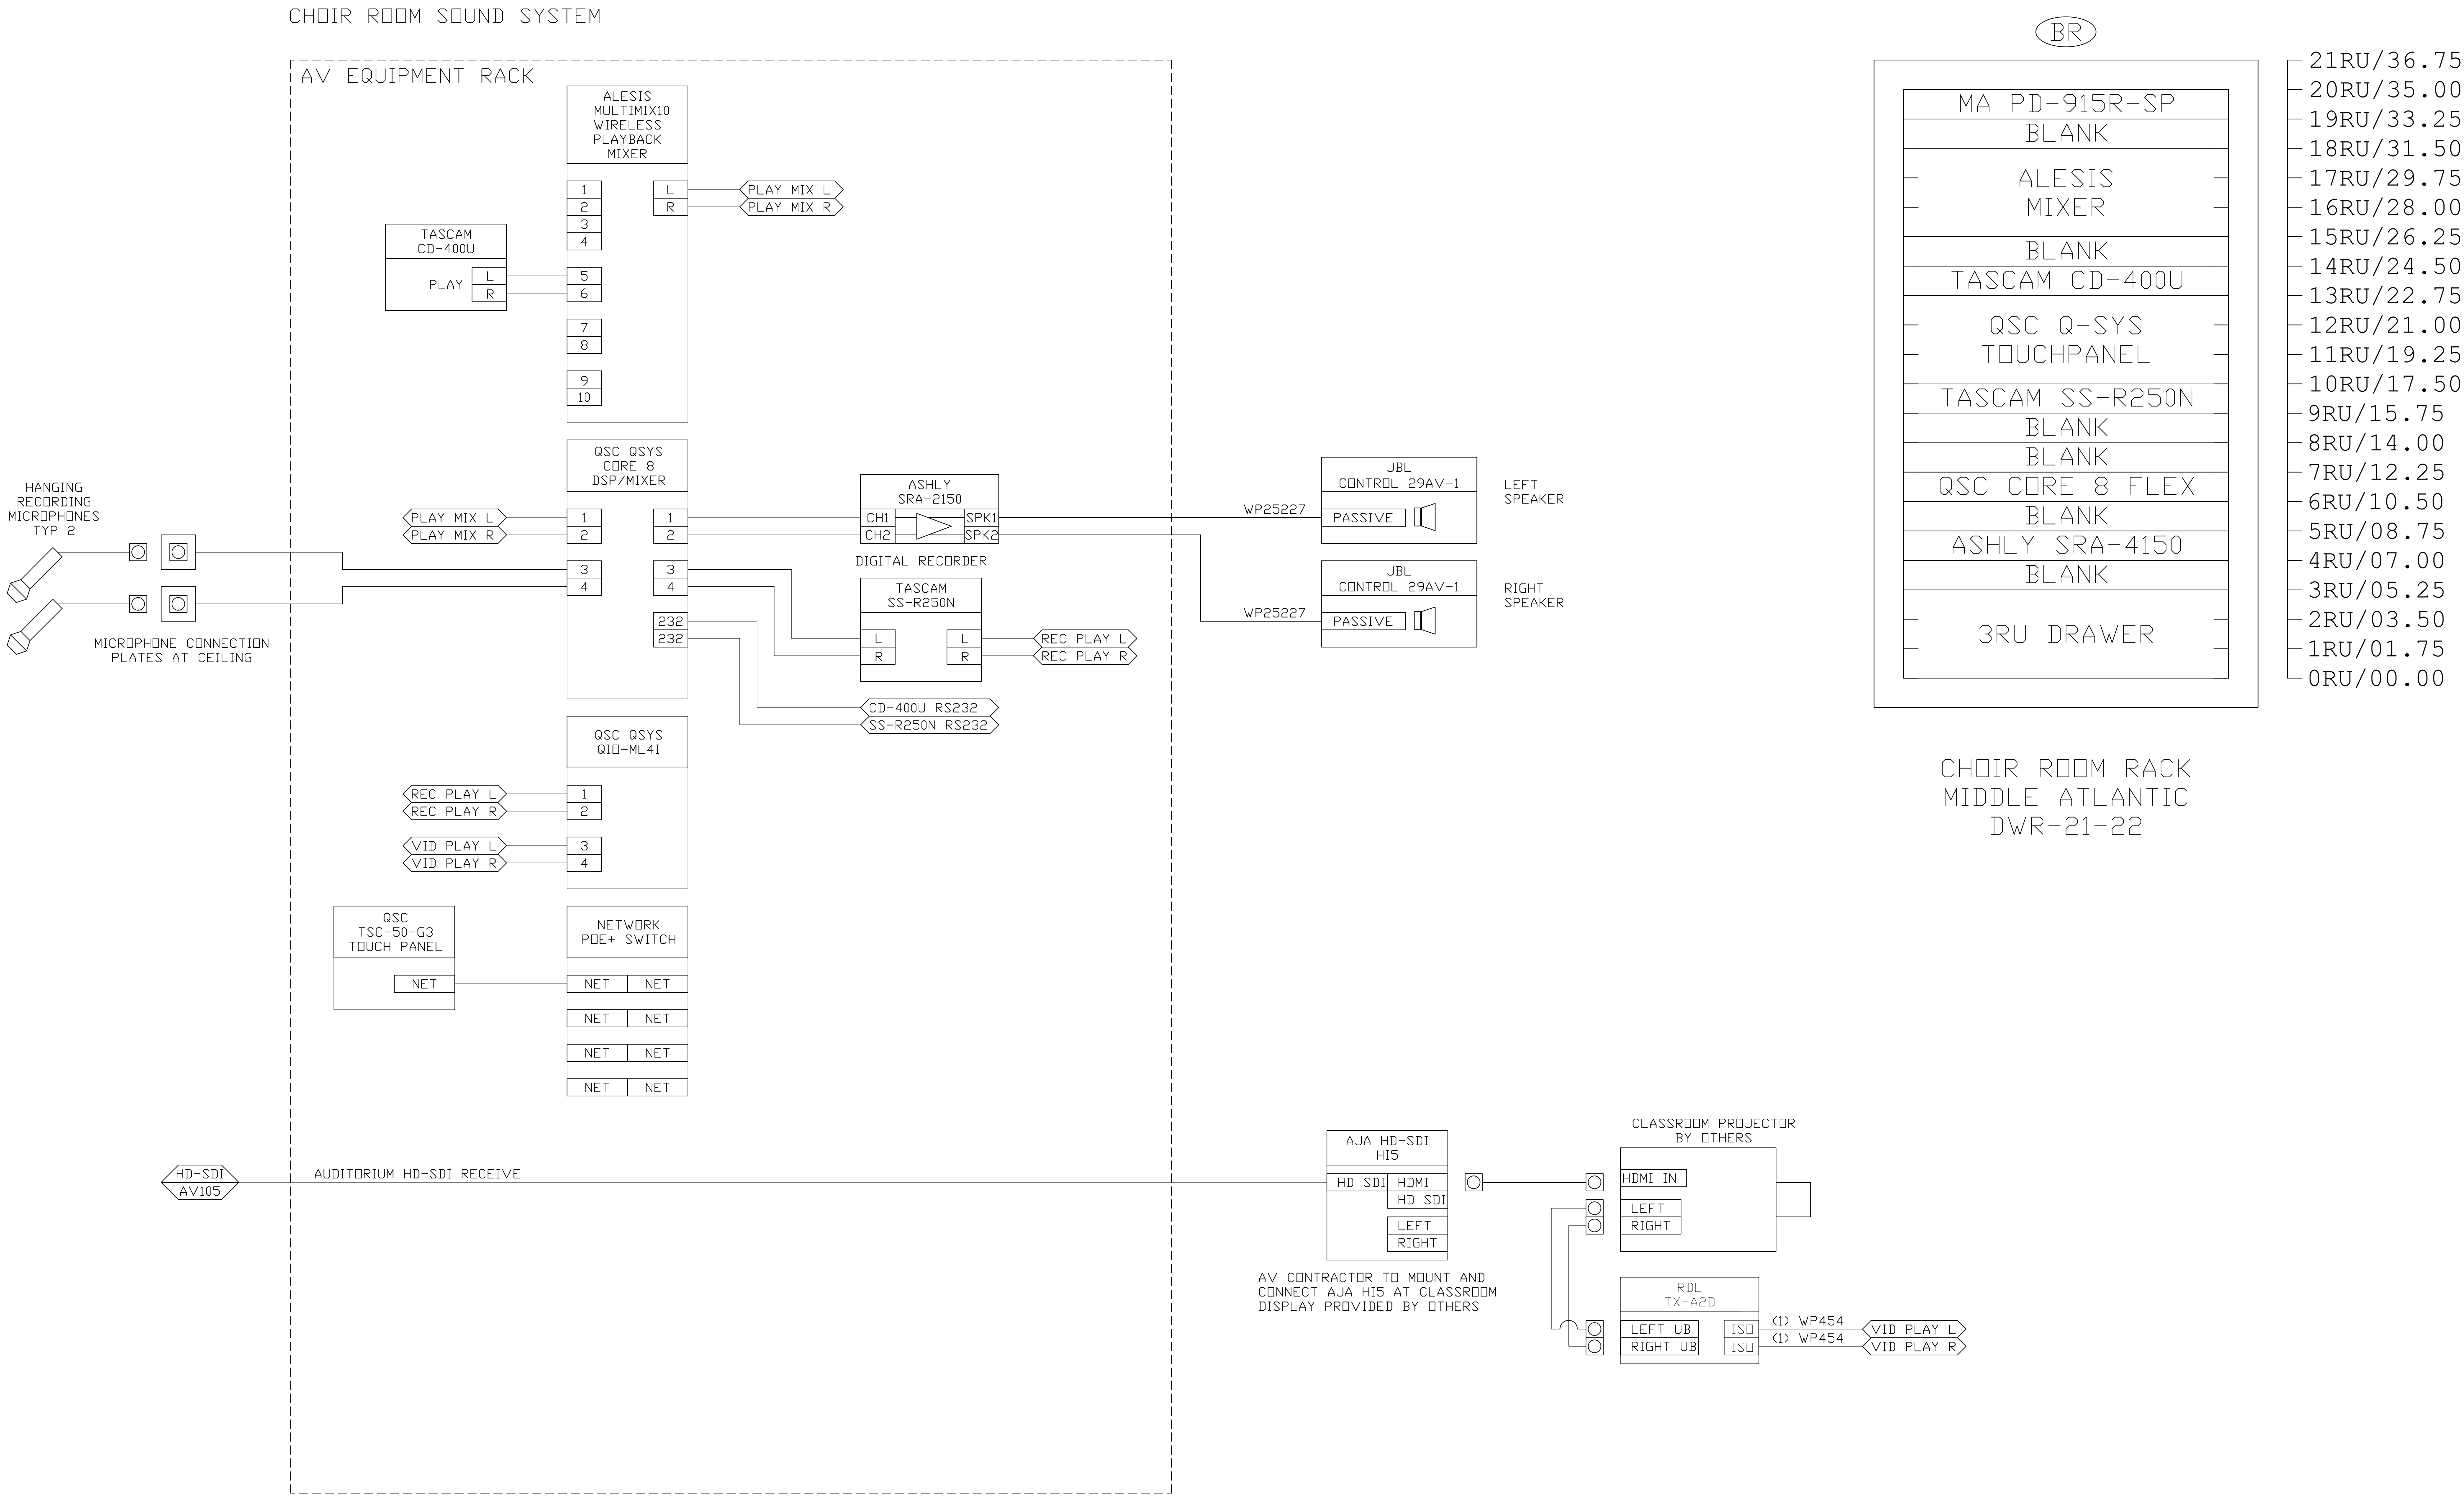 CHOIR ROOM SOUND SYSTEM
AV EQUIPMENT RACK
ALESIS
MULTIMIX10
WIRELESS
PLAYBACK
MIXER
1
2
3
4
5
6
7
8
9
10
L
R
PLAY MIX L
PLAY MIX R
TASCAM
CD-400U
PLAY
L
R
HANGING
RECORDING
MICROPHONES
TYP 2
MICROPHONE CONNECTION
PLATES AT CEILING
QSC QSYS
CORE 8
DSP/MIXER
PLAY MIX L
PLAY MIX R
1
2
3
4
1
2
3
4
232
232
ASHLY
SRA-2150
CH1
CH2
SPK1
SPK2
DIGITAL RECORDER
TASCAM
SS-R250N
L
R
L
R
REC PLAY L
REC PLAY R
CD-400U RS232
SS-R250N RS232
WP25227
JBL
CONTROL 29AV-1
PASSIVE
LEFT
SPEAKER
WP25227
JBL
CONTROL 29AV-1
PASSIVE
RIGHT
SPEAKER
QSC QSYS
QIO-ML4I
REC PLAY L
REC PLAY R
VID PLAY L
VID PLAY R
1
2
3
4
QSC
TSC-50-G3
TOUCH PANEL
NET
NETWORK
POE+ SWITCH
NET NET
NET NET
NET NET
NET NET
HD-SDI
AV105
AUDITORIUM HD-SDI RECEIVE
AJA HD-SDI
HI5
HD SDI HDMI
HD SDI
LEFT
RIGHT
AV CONTRACTOR TO MOUNT AND
CONNECT AJA HI5 AT CLASSROOM
DISPLAY PROVIDED BY OTHERS
CLASSROOM PROJECTOR
BY OTHERS
HDMI IN
LEFT
RIGHT
RDL
TX-A2D
LEFT UB ISO
RIGHT UB ISO
(1) WP454
(1) WP454
VID PLAY L
VID PLAY R
BR
MA PD-915R-SP
BLANK
ALESIS
MIXER
BLANK
TASCAM CD-400U
QSC Q-SYS
TOUCHPANEL
TASCAM SS-R250N
BLANK
BLANK
QSC CORE 8 FLEX
BLANK
ASHLY SRA-4150
BLANK
3RU DRAWER
21RU/36.75
20RU/35.00
19RU/33.25
18RU/31.50
17RU/29.75
16RU/28.00
15RU/26.25
14RU/24.50
13RU/22.75
12RU/21.00
11RU/19.25
10RU/17.50
9RU/15.75
8RU/14.00
7RU/12.25
6RU/10.50
5RU/08.75
4RU/07.00
3RU/05.25
2RU/03.50
1RU/01.75
0RU/00.00
CHOIR ROOM RACK
MIDDLE ATLANTIC
DWR-21-22